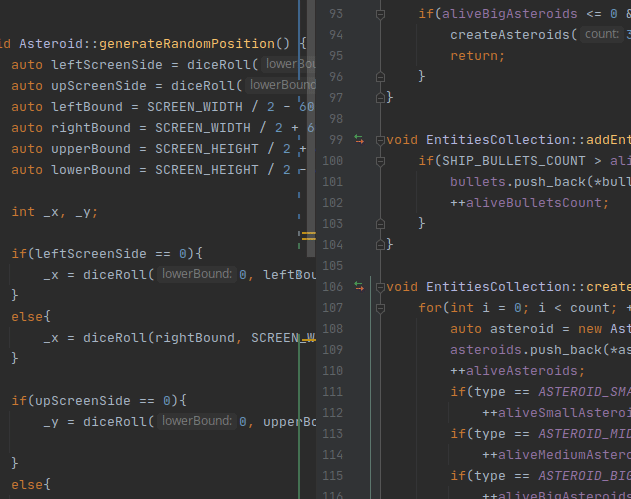 d Asteroid::generateRandomPosition() {
auto leftScreenSide = diceRoll( lowerBou
auto upScreenSide = diceRoll( lowerBound
auto leftBound = SCREEN_WIDTH / 2 - 60
auto rightBound = SCREEN_WIDTH / 2 + 6
auto upperBound = SCREEN_HEIGHT / 2 +
auto lowerBound = SCREEN_HEIGHT / 2 -
int _x, _y;
if(leftScreenSide == 0){
_x = diceRoll( lowerBound: 0, leftBou
}
else{
_x = diceRoll(rightBound, SCREEN_W
}
if(upScreenSide == 0){
_y = diceRoll( lowerBound: 0, upperBo
}
else{
93 if(aliveBigAsteroids <= 0 &
94 createAsteroids( count: 3
95 return;
96 }
97 }
98
99 void EntitiesCollection::addEnt
100 if(SHIP_BULLETS_COUNT > ali
101 bullets.push_back(*bull
102 ++aliveBulletsCount;
103 }
104 }
105
106 void EntitiesCollection::create
107 for(int i = 0; i < count; +
108 auto asteroid = new Ast
109 asteroids.push_back(*as
110 ++aliveAsteroids;
111 if(type == ASTEROID_SMA
112 ++aliveSmallAsteroi
113 if(type == ASTEROID_MID
114 ++aliveMediumAstero
115 if(type == ASTEROID_BIG
116 ++aliveBigAsteroids